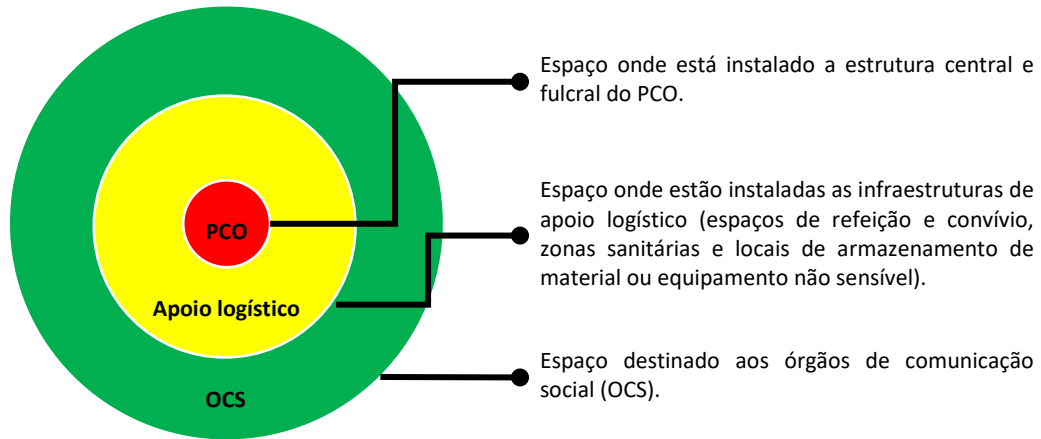 Espaço onde está instalado a estrutura central e
fulcral do PCO.
Espaço onde estão instaladas as infraestruturas de
apoio logístico (espaços de refeição e convívio,
zonas sanitárias e locais de armazenamento de
material ou equipamento não sensível).
Espaço destinado aos órgãos de comunicação
social (OCS).
PCO
Apoio logístico
OCS